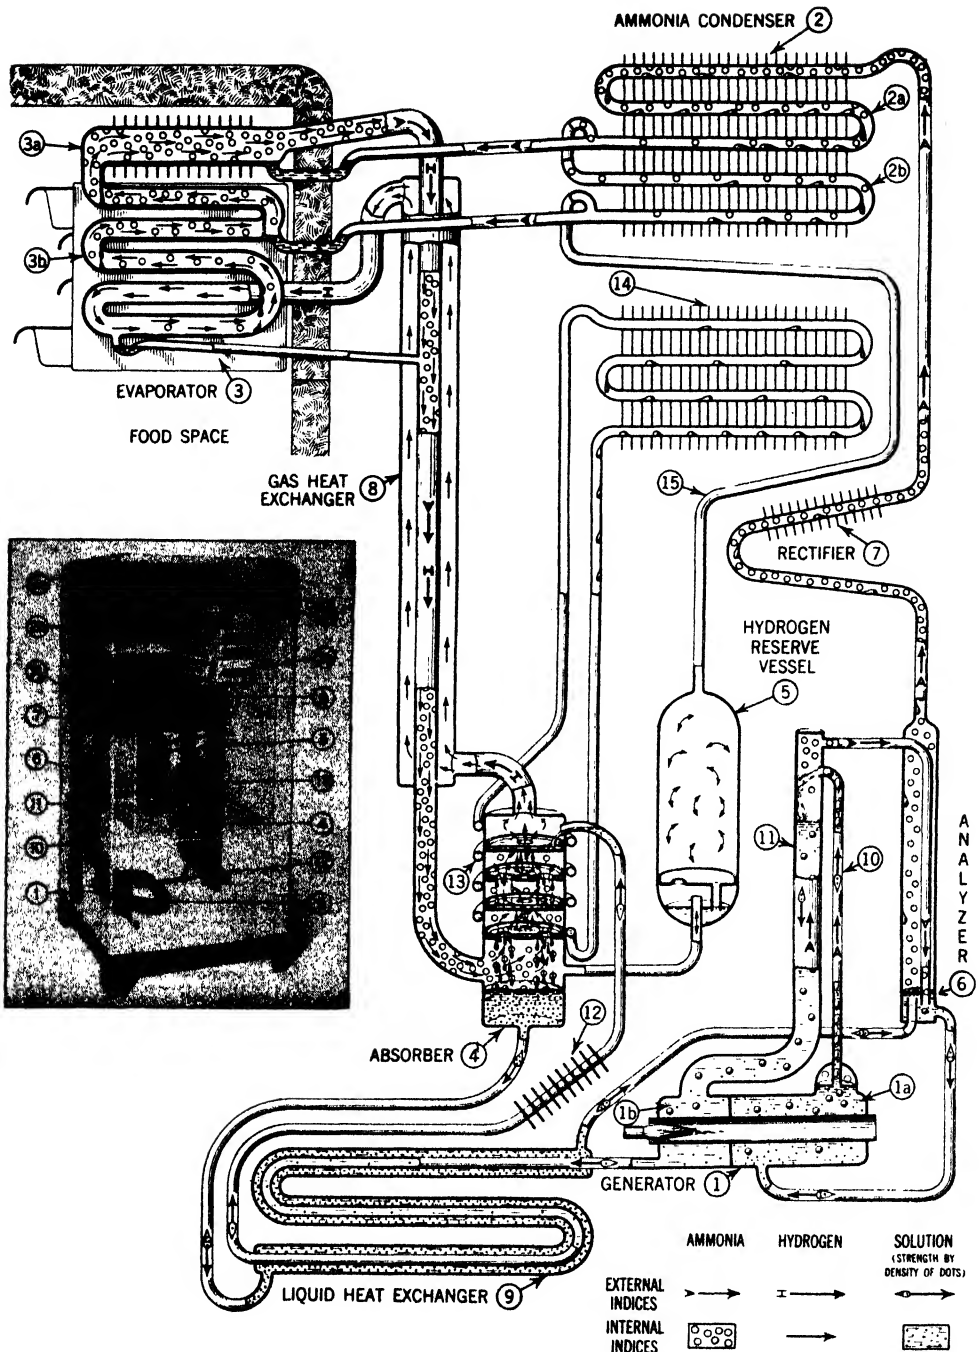 AMMONIA CONDENSER 2
2a
3a
2b
3b
14
EVAPORATOR 3
FOOD SPACE
GAS HEAT
EXCHANGER 8
15
RECTIFIER 7
HYDROGEN
RESERVE
VESSEL
5
11
10
13
ANALYZER
6
12
ABSORBER 4
1a
1b
GENERATOR 1
LIQUID HEAT EXCHANGER 9
AMMONIA HYDROGEN SOLUTION
(STRENGTH BY
DENSITY OF DOTS)
EXTERNAL
INDICES
INTERNAL
INDICES